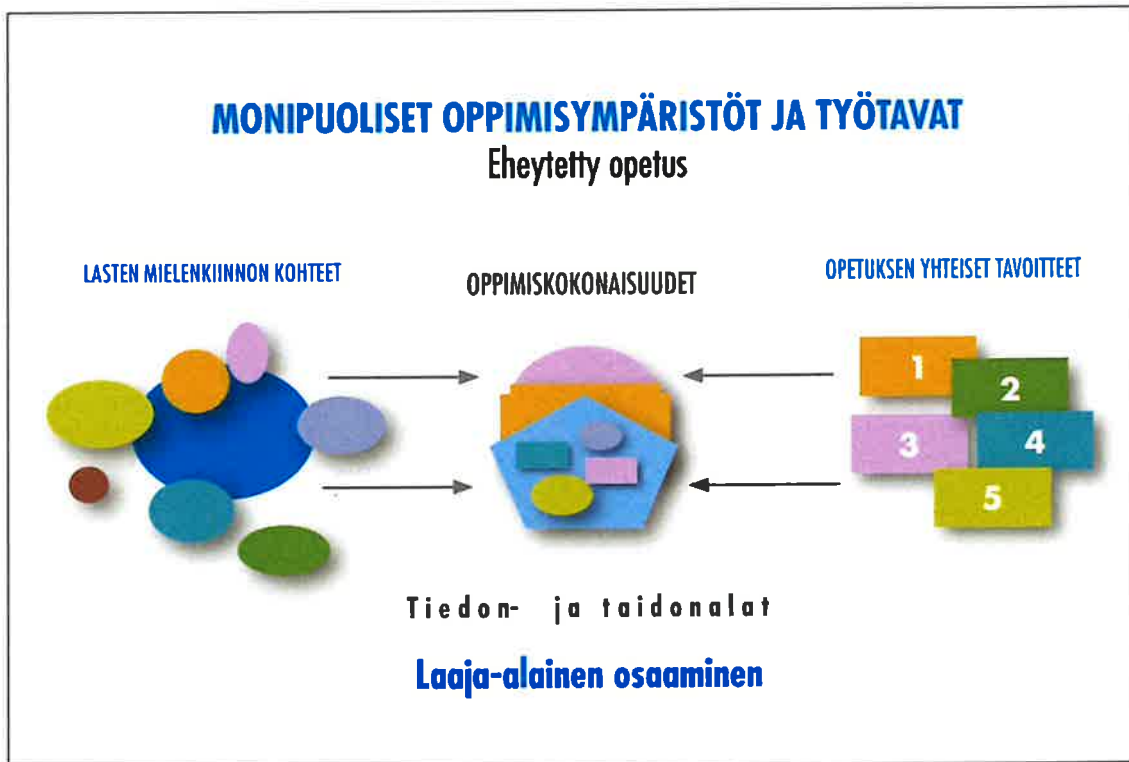 MONIPUOLISET OPPIMISYMPÄRISTÖT JA TYÖTAVAT
Eheytetty opetus
LASTEN MIELENKIINNON KOHTEET
OPPIMISKOKONAISUUDET
OPETUKSEN YHTEISET TAVOITTEET
1
2
3
4
5
Tiedon- ja taidonalat
Laaja-alainen osaaminen